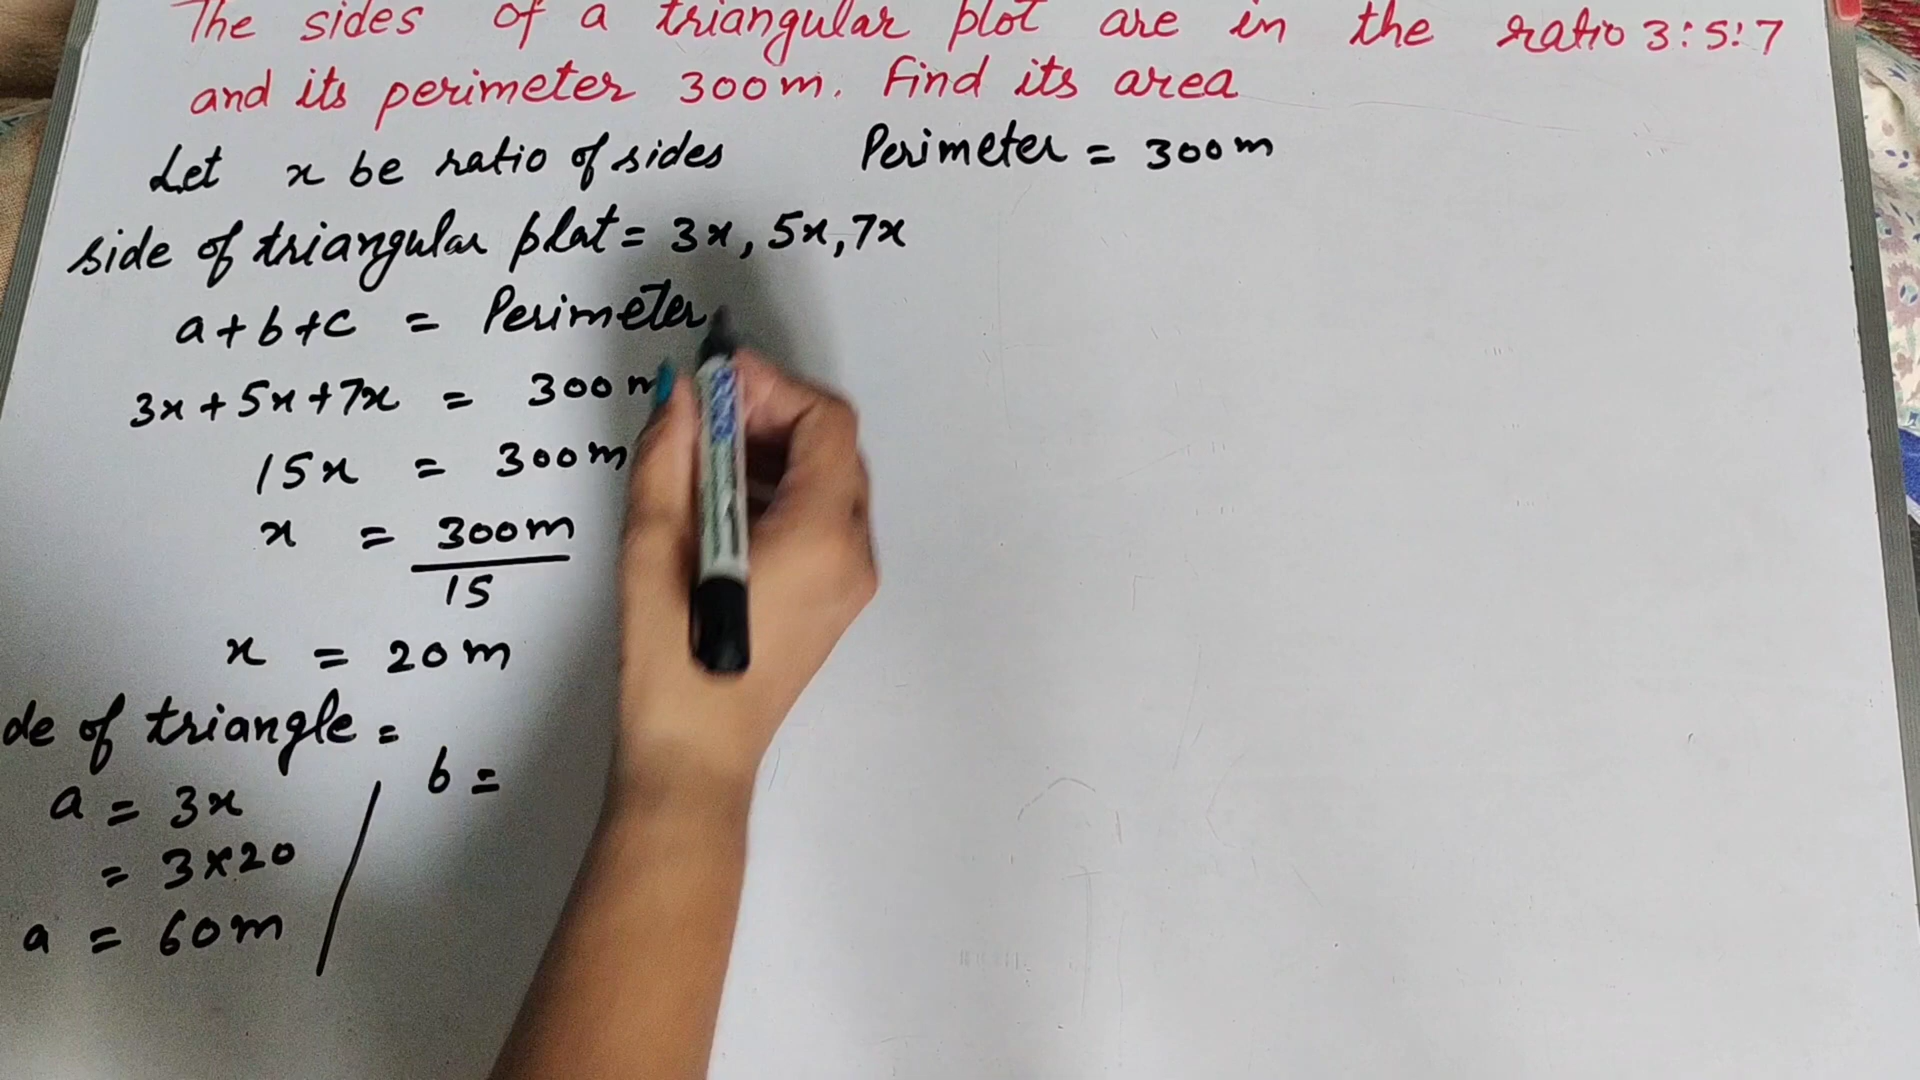 The sides of a triangular plot are in the ratio 3:5:7
and its perimeter 300m. Find its area
Let x be ratio of sides Perimeter = 300m
side of triangular plat = 3x, 5x, 7x
a+b+c = Perimeter
3x+5x+7x = 300m
15x = 300m
x = 300m
15
x = 20m
de of triangle =
a = 3x
= 3×20
a = 60m
b =